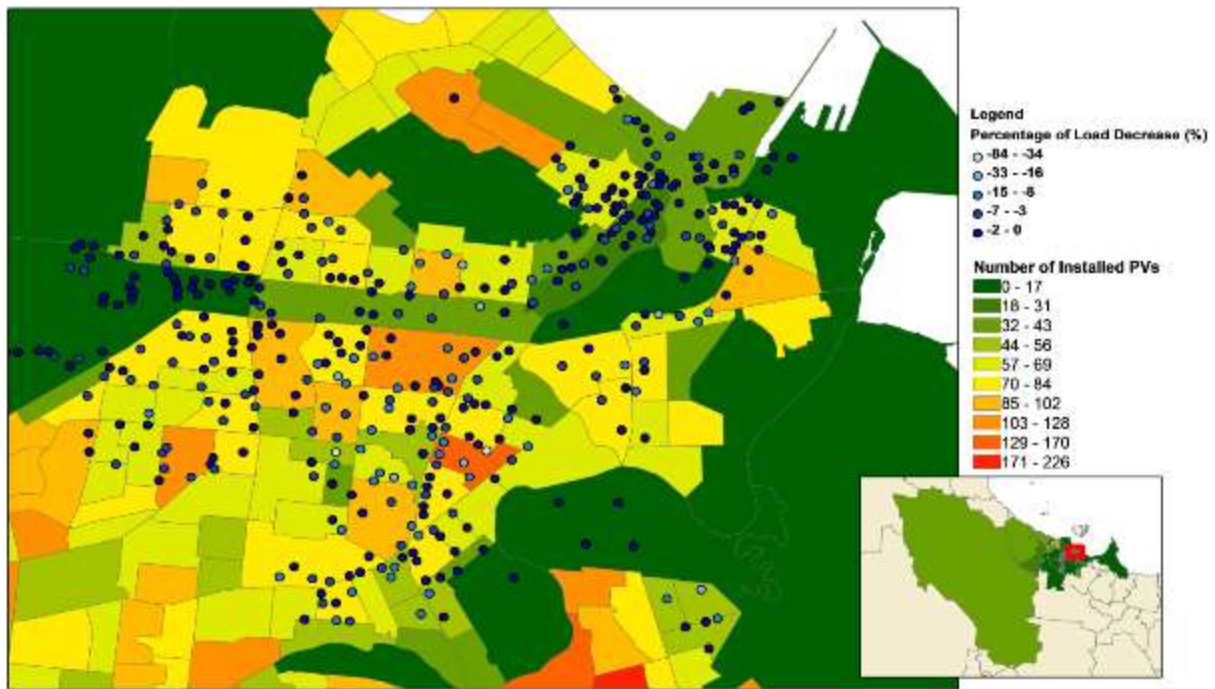 Legend
Percentage of Load Decrease (%)
-84 - -34
-33 - -16
-15 - -8
-7 - -3
-2 - 0
Number of Installed PVs
0 - 17
18 - 31
32 - 43
44 - 56
57 - 69
70 - 84
85 - 102
103 - 128
129 - 170
171 - 226